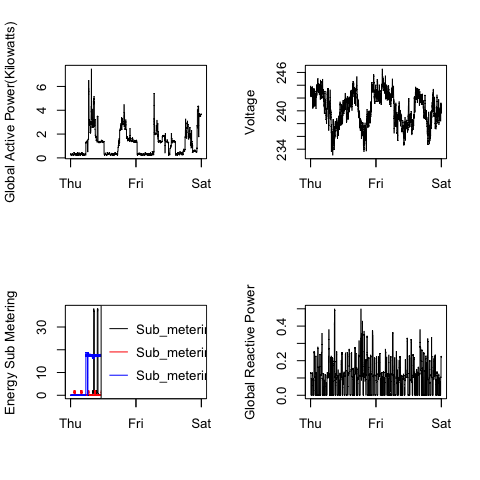 Global Active Power(Kilowatts)
6
4
2
0
Thu
Fri
Sat
Voltage
246
240
234
Thu
Fri
Sat
Energy Sub Metering
30
10
0
Sub_meterin
Sub_meterin
Sub_meterin
Thu
Fri
Sat
Global Reactive Power
0.4
0.2
0.0
Thu
Fri
Sat